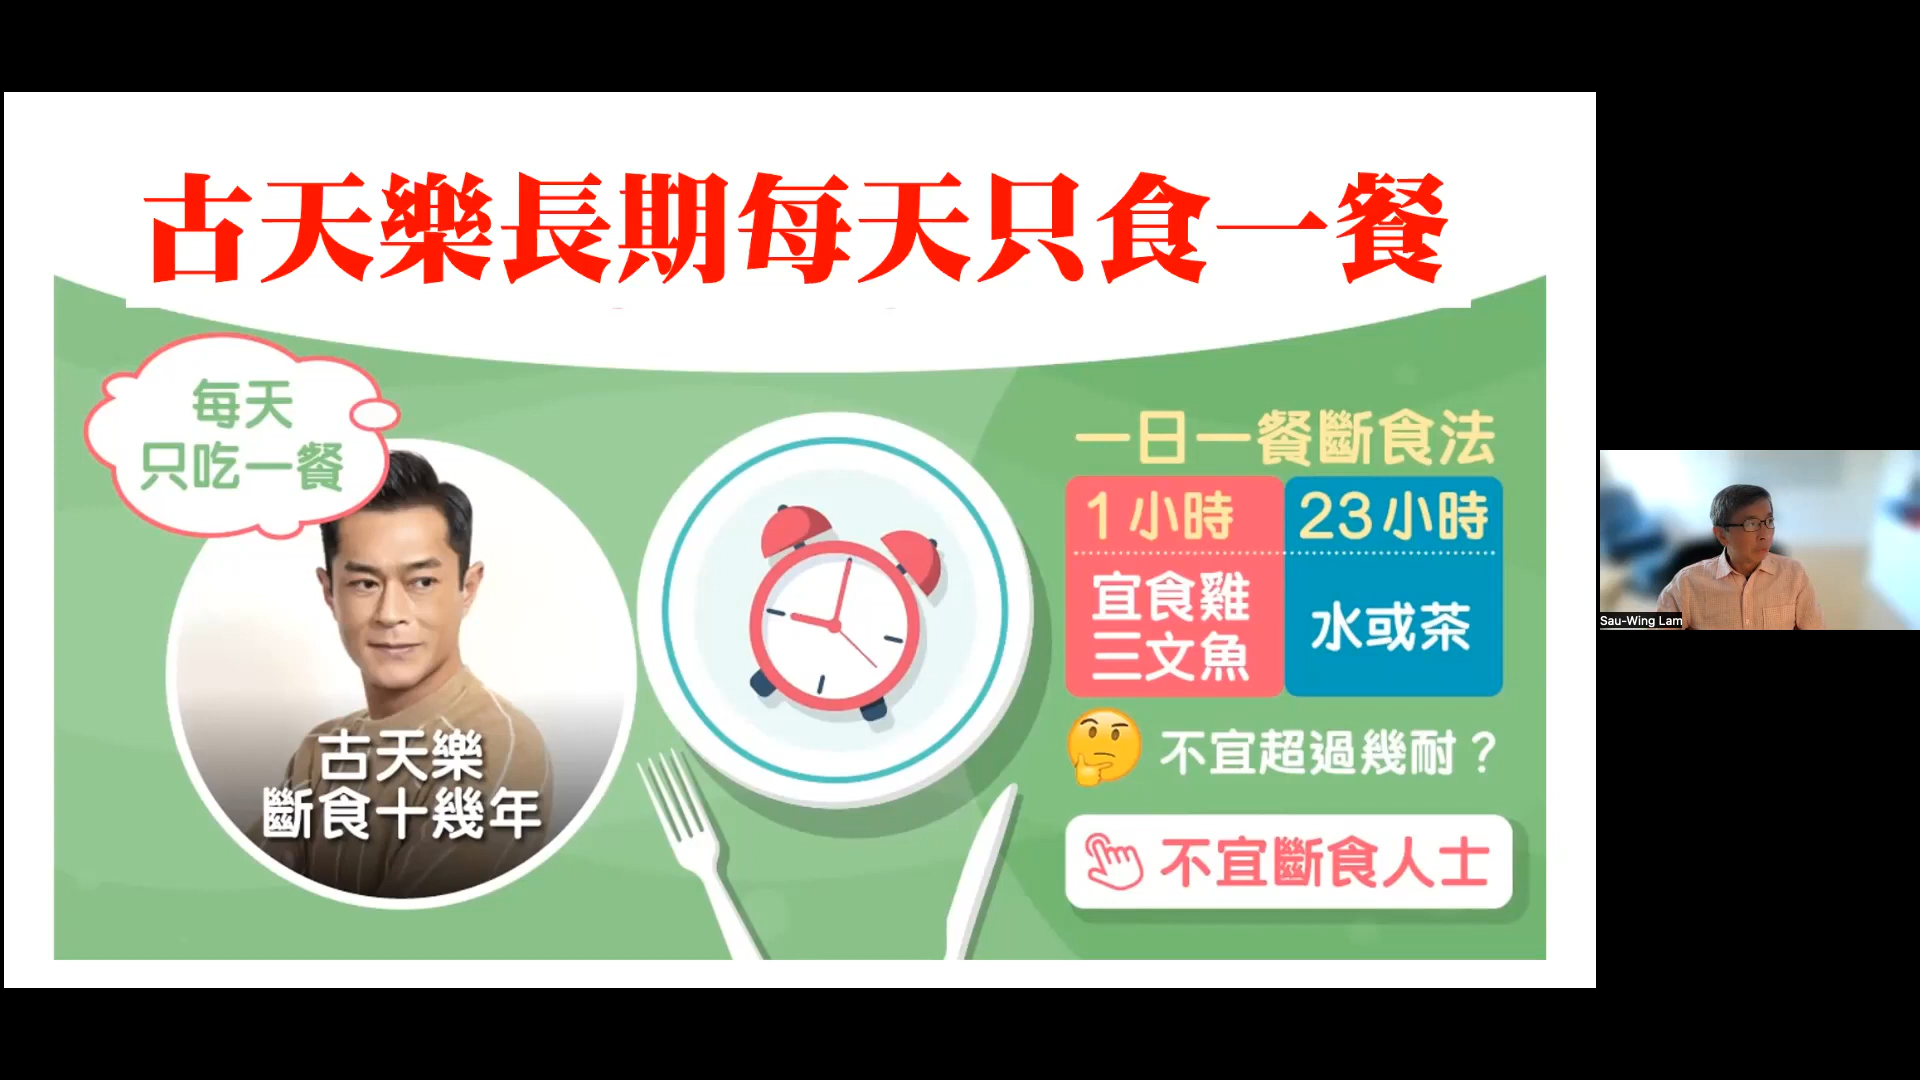 古天樂長期每天只食一餐
每天
只吃一餐
古天樂
斷食十幾年
一日一餐斷食法
1小時
宜食雞
三文魚
23小時
水或茶
不宜超過幾耐？
不宜斷食人士
Sau-Wing Lam